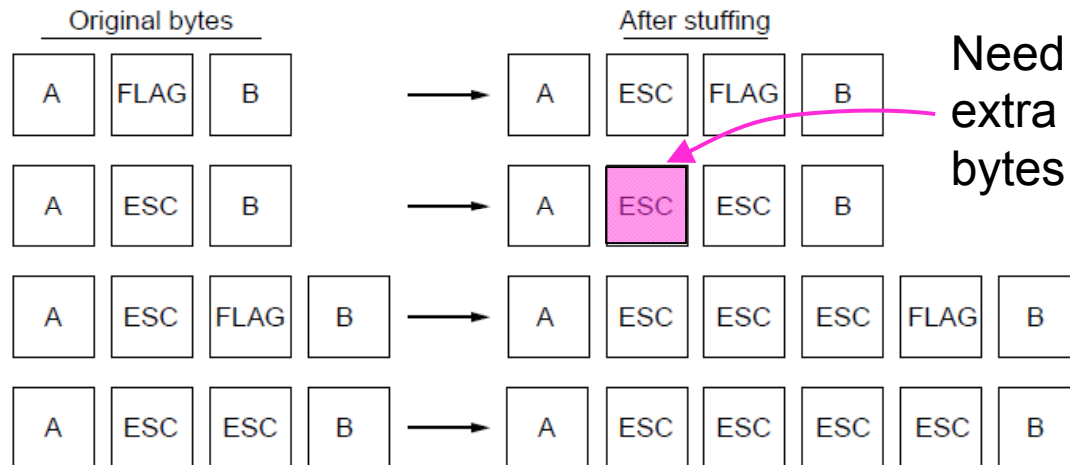 Original bytes After stuffing
Need
extra
bytes
A FLAG B A ESC FLAG B
A ESC B A ESC ESC B
A ESC FLAG B A ESC ESC ESC FLAG B
A ESC ESC B A ESC ESC ESC ESC B